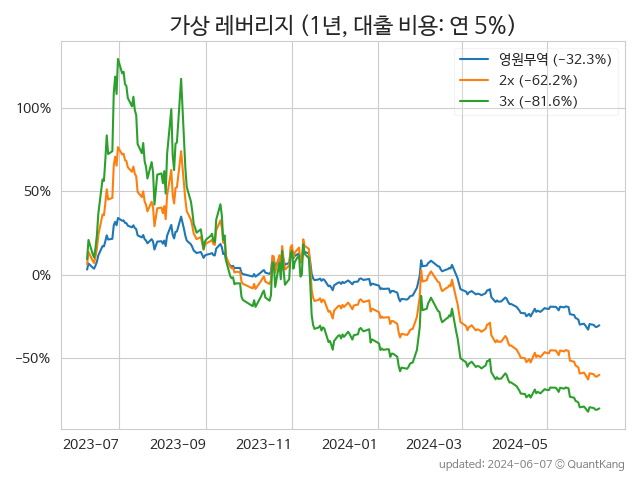 가상 레버리지 (1년, 대출 비용: 연 5%)
영원무역 (-32.3%)
2x (-62.2%)
3x (-81.6%)
100%
50%
0%
-50%
2023-07 2023-09 2023-11 2024-01 2024-03 2024-05
updated: 2024-06-07 © QuantKang